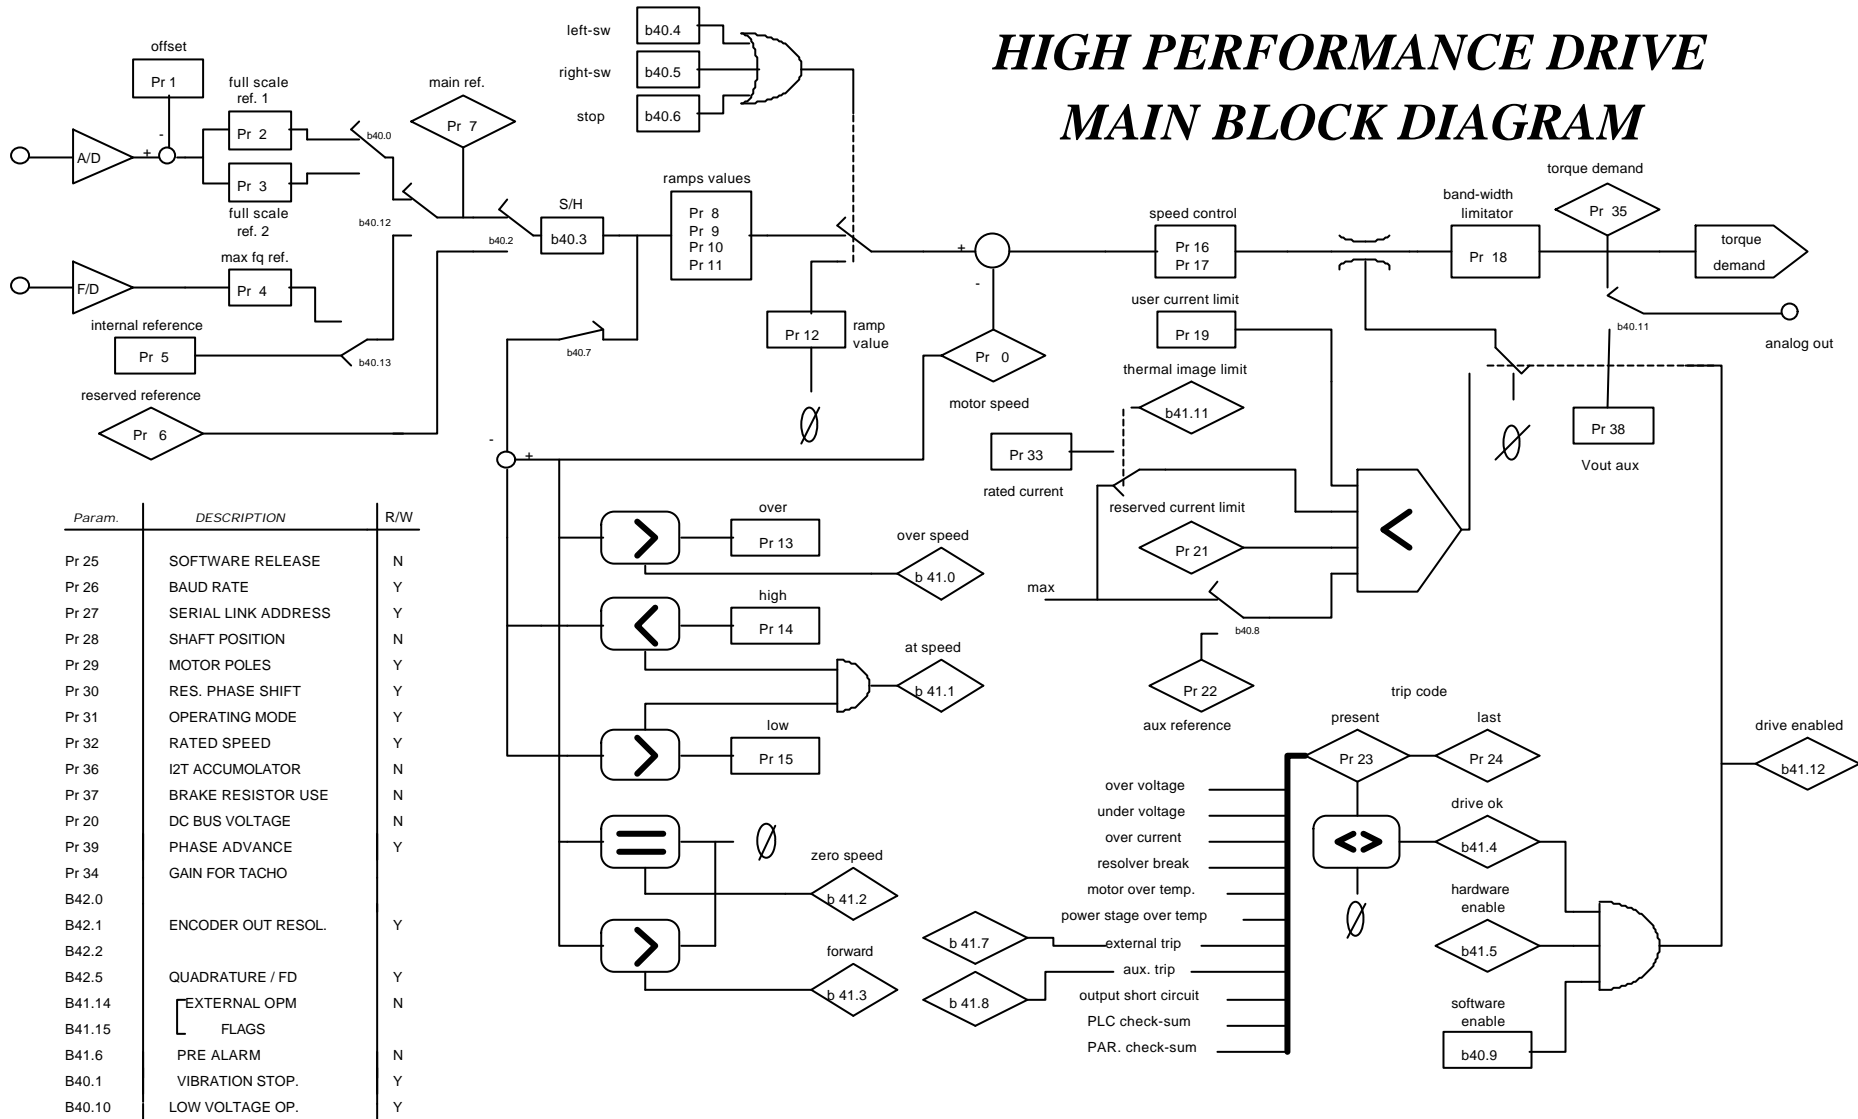 HIGH PERFORMANCE DRIVE
MAIN BLOCK DIAGRAM
left-sw
b40.4
right-sw
b40.5
stop
b40.6
offset
Pr 1
-
+
A/D
full scale
ref. 1
Pr 2
Pr 3
full scale
ref. 2
b40.0
main ref.
Pr 7
b40.12
b40.2
S/H
b40.3
ramps values
Pr 8
Pr 9
Pr 10
Pr 11
max fq ref.
F/D
Pr 4
internal reference
Pr 5
b40.13
reserved reference
Pr 6
b40.7
Pr 12
ramp
value
0
+
-
Pr 0
motor speed
speed control
Pr 16
Pr 17
band-width
limitator
Pr 18
torque demand
Pr 35
torque
demand
b40.11
analog out
Pr 38
Vout aux
0
user current limit
Pr 19
thermal image limit
b41.11
Pr 33
rated current
reserved current limit
Pr 21
max
b40.8
Pr 22
aux reference
<
-
+
>
over
Pr 13
over speed
b 41.0
<
high
Pr 14
at speed
b 41.1
>
low
Pr 15
=
0
zero speed
b 41.2
>
forward
b 41.3
trip code
present
last
Pr 23
Pr 24
drive ok
<>
b41.4
0
hardware
enable
b41.5
software
enable
b40.9
drive enabled
b41.12
over voltage
under voltage
over current
resolver break
motor over temp.
power stage over temp
b 41.7
external trip
b 41.8
aux. trip
output short circuit
PLC check-sum
PAR. check-sum
Param. DESCRIPTION R/W
Pr 25 SOFTWARE RELEASE N
Pr 26 BAUD RATE Y
Pr 27 SERIAL LINK ADDRESS Y
Pr 28 SHAFT POSITION N
Pr 29 MOTOR POLES Y
Pr 30 RES. PHASE SHIFT Y
Pr 31 OPERATING MODE Y
Pr 32 RATED SPEED Y
Pr 36 I2T ACCUMOLATOR N
Pr 37 BRAKE RESISTOR USE N
Pr 20 DC BUS VOLTAGE N
Pr 39 PHASE ADVANCE Y
Pr 34 GAIN FOR TACHO
B42.0
B42.1 ENCODER OUT RESOL. Y
B42.2
B42.5 QUADRATURE / FD Y
B41.14 EXTERNAL OPM N
B41.15 FLAGS
B41.6 PRE ALARM N
B40.1 VIBRATION STOP. Y
B40.10 LOW VOLTAGE OP. Y